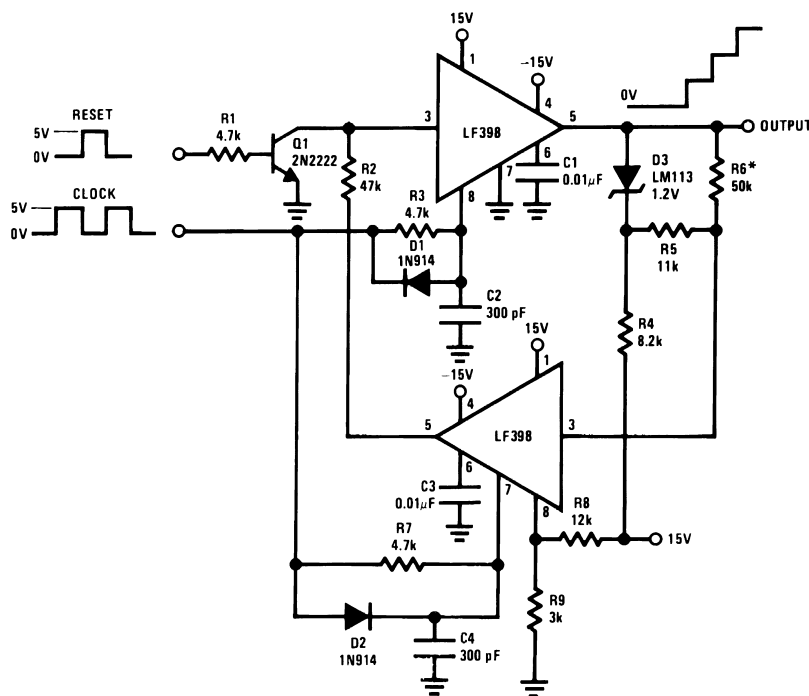 15V
1
-15V
4
0V
RESET
5V
0V
R1
4.7k
Q1
2N2222
3
LF398
5
OUTPUT
6
7
8
C1
0.01μF
D3
LM113
1.2V
R6*
50k
R2
47k
CLOCK
5V
0V
R3
4.7k
D1
1N914
R5
11k
C2
300 pF
R4
8.2k
15V
1
-15V
4
5
LF398
3
6
7
8
C3
0.01μF
R8
12k
15V
R7
4.7k
R9
3k
D2
1N914
C4
300 pF